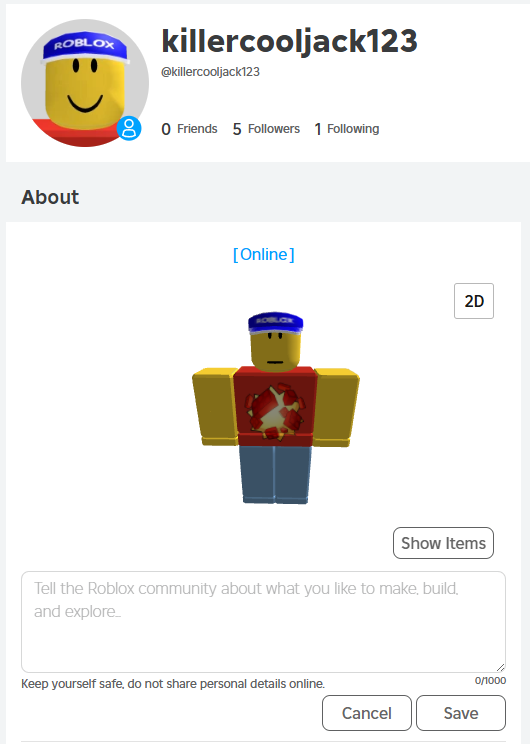 ROBLOX
killercooljack123
@killercooljack123
0 Friends 5 Followers 1 Following
About
[ Online ]
2D
ROBLOX
Show Items
Tell the Roblox community about what you like to make, build,
and explore...
Keep yourself safe, do not share personal details online.
0/1000
Cancel Save